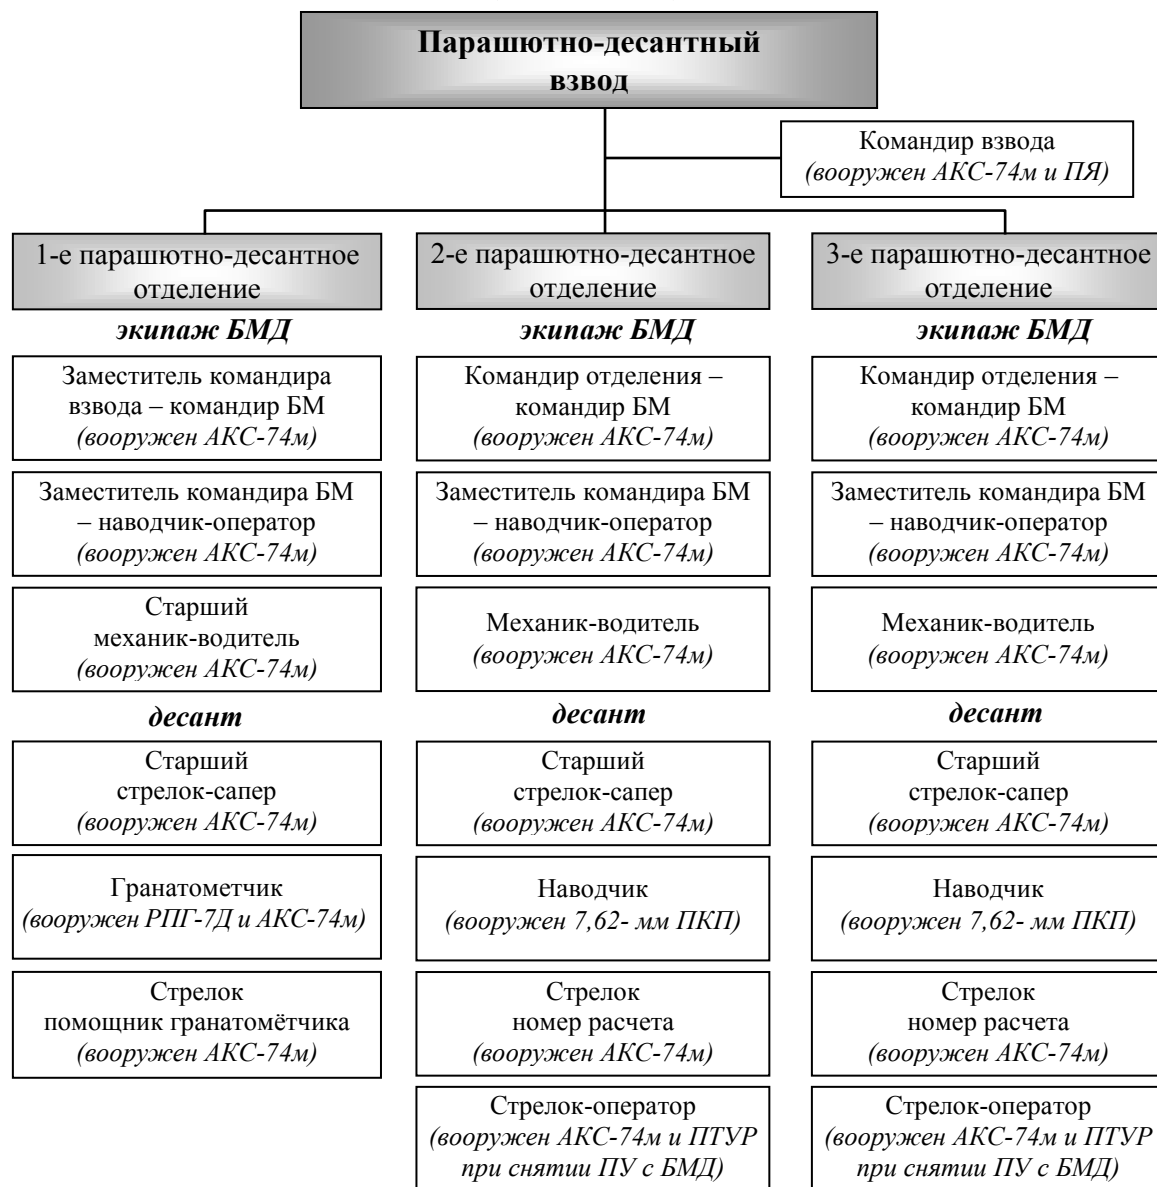 Парашютно-десантный
взвод
Командир взвода
(вооружен АКС-74м и ПЯ)
1-е парашютно-десантное
отделение
экипаж БМД
Заместитель командира
взвода – командир БМ
(вооружен АКС-74м)
Заместитель командира БМ
– наводчик-оператор
(вооружен АКС-74м)
Старший
механик-водитель
(вооружен АКС-74м)
десант
Старший
стрелок-сапер
(вооружен АКС-74м)
Гранатометчик
(вооружен РПГ-7Д и АКС-74м)
Стрелок
помощник гранатомётчика
(вооружен АКС-74м)
2-е парашютно-десантное
отделение
экипаж БМД
Командир отделения –
командир БМ
(вооружен АКС-74м)
Заместитель командира БМ
– наводчик-оператор
(вооружен АКС-74м)
Механик-водитель
(вооружен АКС-74м)
десант
Старший
стрелок-сапер
(вооружен АКС-74м)
Наводчик
(вооружен 7,62- мм ПКП)
Стрелок
номер расчета
(вооружен АКС-74м)
Стрелок-оператор
(вооружен АКС-74м и ПТУР
при снятии ПУ с БМД)
3-е парашютно-десантное
отделение
экипаж БМД
Командир отделения –
командир БМ
(вооружен АКС-74м)
Заместитель командира БМ
– наводчик-оператор
(вооружен АКС-74м)
Механик-водитель
(вооружен АКС-74м)
десант
Старший
стрелок-сапер
(вооружен АКС-74м)
Наводчик
(вооружен 7,62- мм ПКП)
Стрелок
номер расчета
(вооружен АКС-74м)
Стрелок-оператор
(вооружен АКС-74м и ПТУР
при снятии ПУ с БМД)